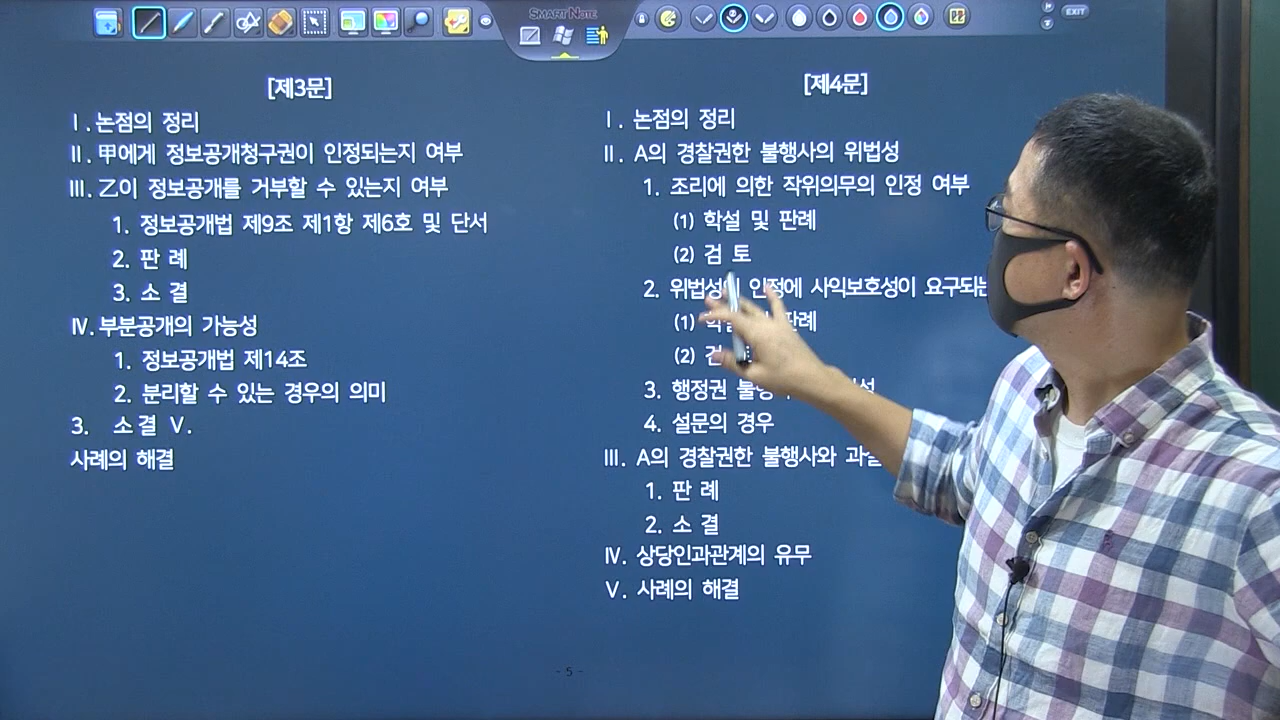 SMART NOTE
EXIT
[제3문]
Ⅰ. 논점의 정리
Ⅱ. 甲에게 정보공개청구권이 인정되는지 여부
Ⅲ. 乙이 정보공개를 거부할 수 있는지 여부
1. 정보공개법 제9조 제1항 제6호 및 단서
2. 판 례
3. 소 결
Ⅳ. 부분공개의 가능성
1. 정보공개법 제14조
2. 분리할 수 있는 경우의 의미
3. 소결 Ⅴ.
사례의 해결
[제4문]
Ⅰ. 논점의 정리
Ⅱ. A의 경찰권한 불행사의 위법성
1. 조리에 의한 작위의무의 인정 여부
(1) 학설 및 판례
(2) 검 토
2. 위법성의 인정에 사익보호성이 요구되는
(1) 학설 및 판례
(2)
3. 행정권
4. 설문의 경우
Ⅲ. A의 경찰권한 불행사와 과실
1. 판 례
2. 소 결
Ⅳ. 상당인과관계의 유무
Ⅴ. 사례의 해결
- 5 -